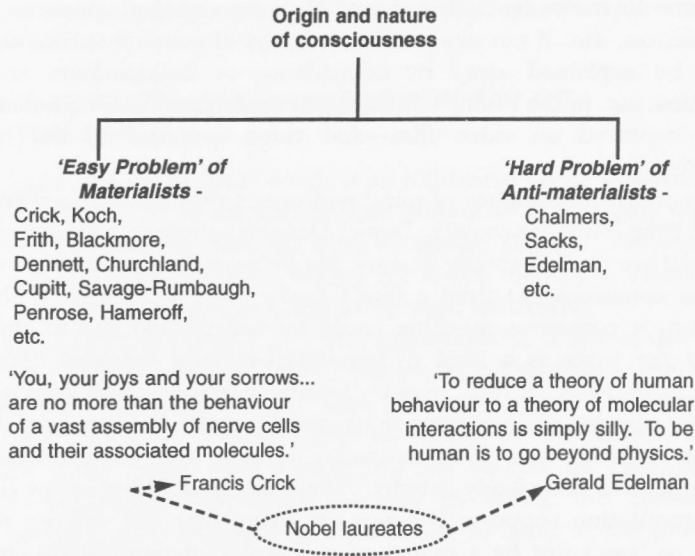 Origin and nature
of consciousness
'Easy Problem' of
Materialists -
Crick, Koch,
Frith, Blackmore,
Dennett, Churchland,
Cupitt, Savage-Rumbaugh,
Penrose, Hameroff,
etc.
'You, your joys and your sorrows...
are no more than the behaviour
of a vast assembly of nerve cells
and their associated molecules.'
Francis Crick
'Hard Problem' of
Anti-materialists -
Chalmers,
Sacks,
Edelman,
etc.
'To reduce a theory of human
behaviour to a theory of molecular
interactions is simply silly. To be
human is to go beyond physics.'
Gerald Edelman
Nobel laureates